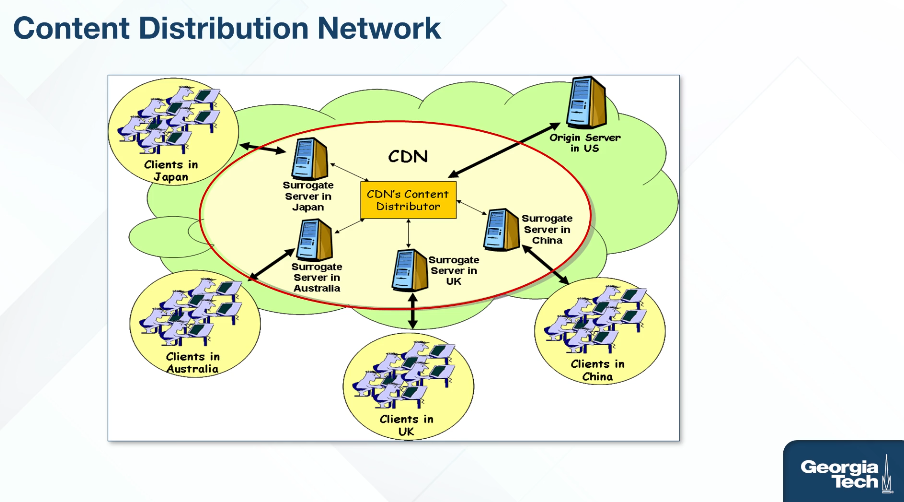 Content Distribution Network
Clients in
Japan
CDN
Origin Server
in US
Surrogate
Server in
Japan
CDN's Content
Distributor
Surrogate
Server in
China
Surrogate
Server in
Australia
Surrogate
Server in
UK
Clients in
Australia
Clients in
UK
Clients in
China
Georgia
Tech